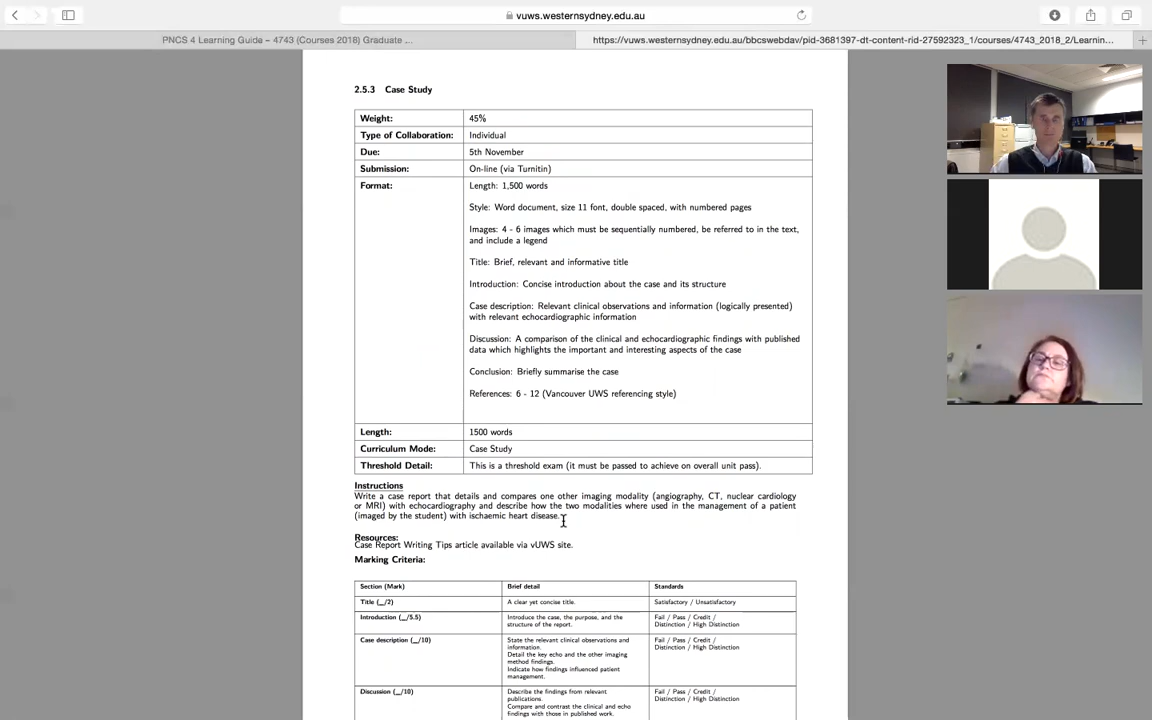 vuws.westernsydney.edu.au
PNCS 4 Learning Guide – 4743 (Courses 2018) Graduate ...
https://vuws.westernsydney.edu.au/bbcswebdav/pid-3681397-dt-content-rid-27592323_1/courses/4743_2018_2/Learnin...
2.5.3 Case Study
Weight: 45%
Type of Collaboration: Individual
Due: 5th November
Submission: On-line (via Turnitin)
Format: Length: 1,500 words
Style: Word document, size 11 font, double spaced, with numbered pages
Images: 4 - 6 images which must be sequentially numbered, be referred to in the text,
and include a legend
Title: Brief, relevant and informative title
Introduction: Concise introduction about the case and its structure
Case description: Relevant clinical observations and information (logically presented)
with relevant echocardiographic information
Discussion: A comparison of the clinical and echocardiographic findings with published
data which highlights the important and interesting aspects of the case
Conclusion: Briefly summarise the case
References: 6 - 12 (Vancouver UWS referencing style)
Length: 1500 words
Curriculum Mode: Case Study
Threshold Detail: This is a threshold exam (it must be passed to achieve on overall unit pass).
Instructions
Write a case report that details and compares one other imaging modality (angiography, CT, nuclear cardiology
or MRI) with echocardiography and describe how the two modalities where used in the management of a patient
(imaged by the student) with ischaemic heart disease.
Resources:
Case Report Writing Tips article available via vUWS site.
Marking Criteria:
Section (Mark) Brief detail Standards
Title (__/2) A clear yet concise title. Satisfactory / Unsatisfactory
Introduction (__/5.5) Introduce the case, the purpose, and the Fail / Pass / Credit /
structure of the report. Distinction / High Distinction
Case description (__/10) State the relevant clinical observations and Fail / Pass / Credit /
information. Distinction / High Distinction
Detail the key echo and the other imaging
method findings.
Indicate how findings influenced patient
management.
Discussion (__/10) Describe the findings from relevant Fail / Pass / Credit /
publications. Distinction / High Distinction
Compare and contrast the clinical and echo
findings with those in published work.